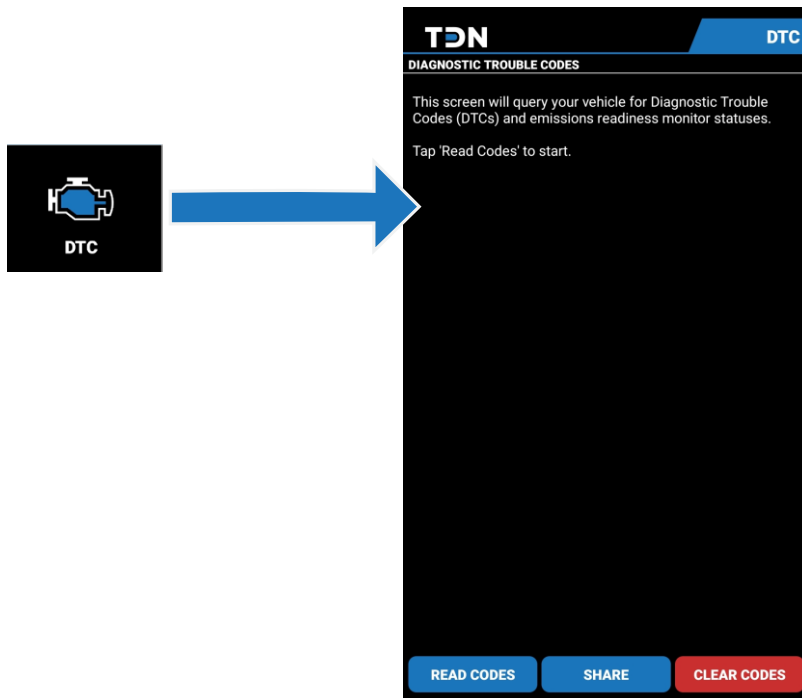 TDN
DTC
DIAGNOSTIC TROUBLE CODES
This screen will query your vehicle for Diagnostic Trouble
Codes (DTCs) and emissions readiness monitor statuses.
Tap 'Read Codes' to start.
DTC
READ CODES
SHARE
CLEAR CODES